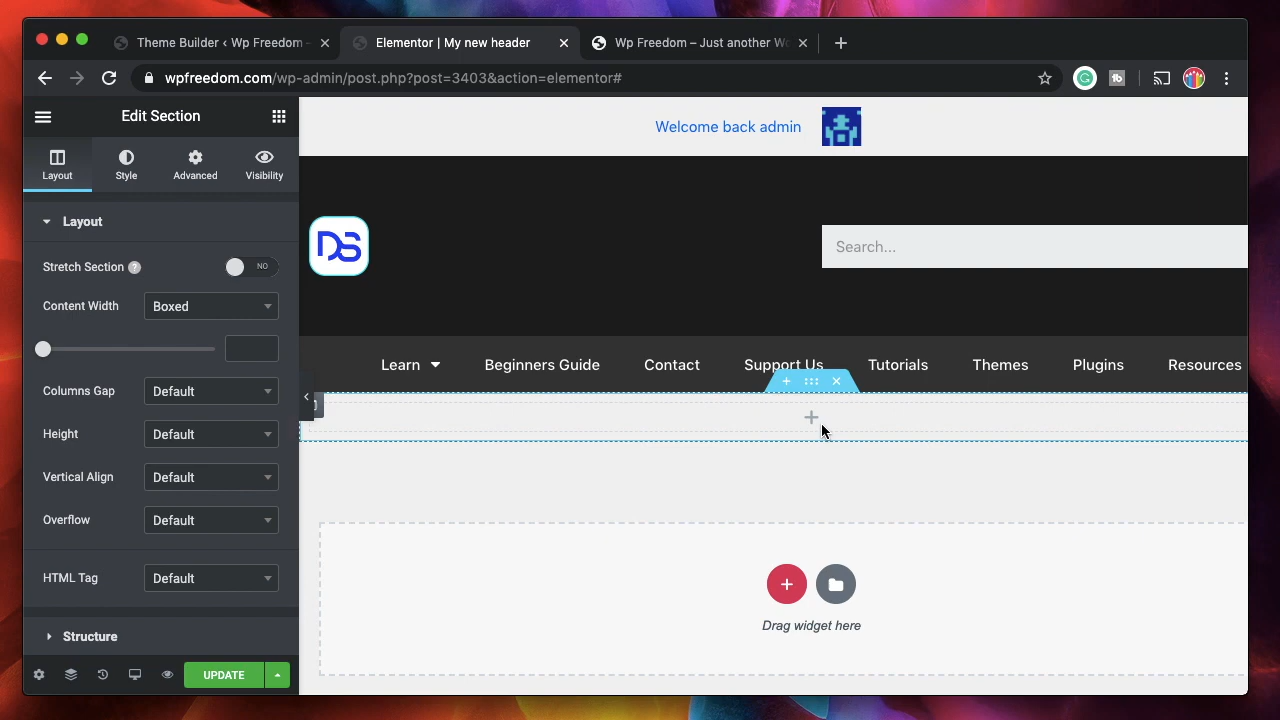 Theme Builder ‹ Wp Freedom -
Elementor | My new header
Wp Freedom – Just another Wo
wpfreedom.com/wp-admin/post.php?post=3403&action=elementor#
Edit Section
Layout
Style
Advanced
Visibility
Layout
Stretch Section ?
NO
Content Width
Boxed
Columns Gap
Default
Height
Default
Vertical Align
Default
Overflow
Default
HTML Tag
Default
Structure
UPDATE
Welcome back admin
DS
Search...
Learn
Beginners Guide
Contact
Support Us
Tutorials
Themes
Plugins
Resources
Drag widget here